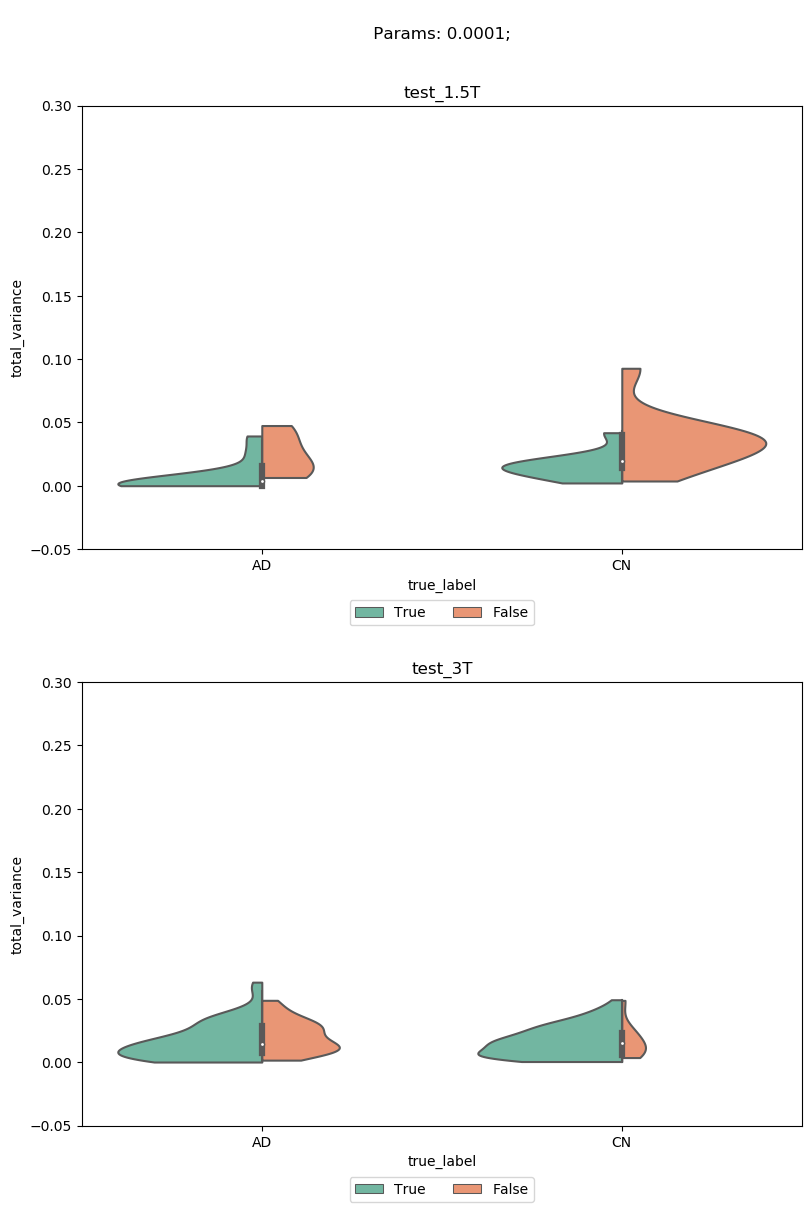 Params: 0.0001;
test_1.5T
0.30
0.25
0.20
0.15
0.10
0.05
0.00
−0.05
total_variance
AD CN
true_label
True False
test_3T
0.30
0.25
0.20
0.15
0.10
0.05
0.00
−0.05
total_variance
AD CN
true_label
True False